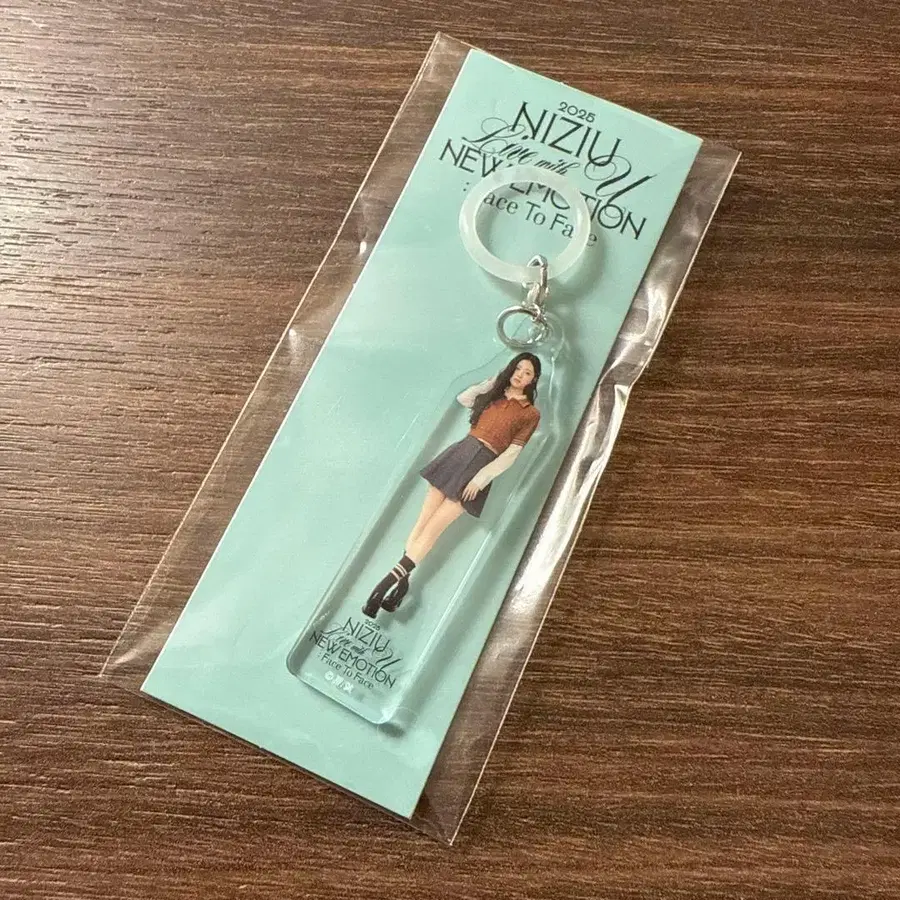 2025
NIZIU
Live with U
NEW EMOTION
: Face To Face
2025
NIZIU
Live with U
NEW EMOTION
: Face To Face